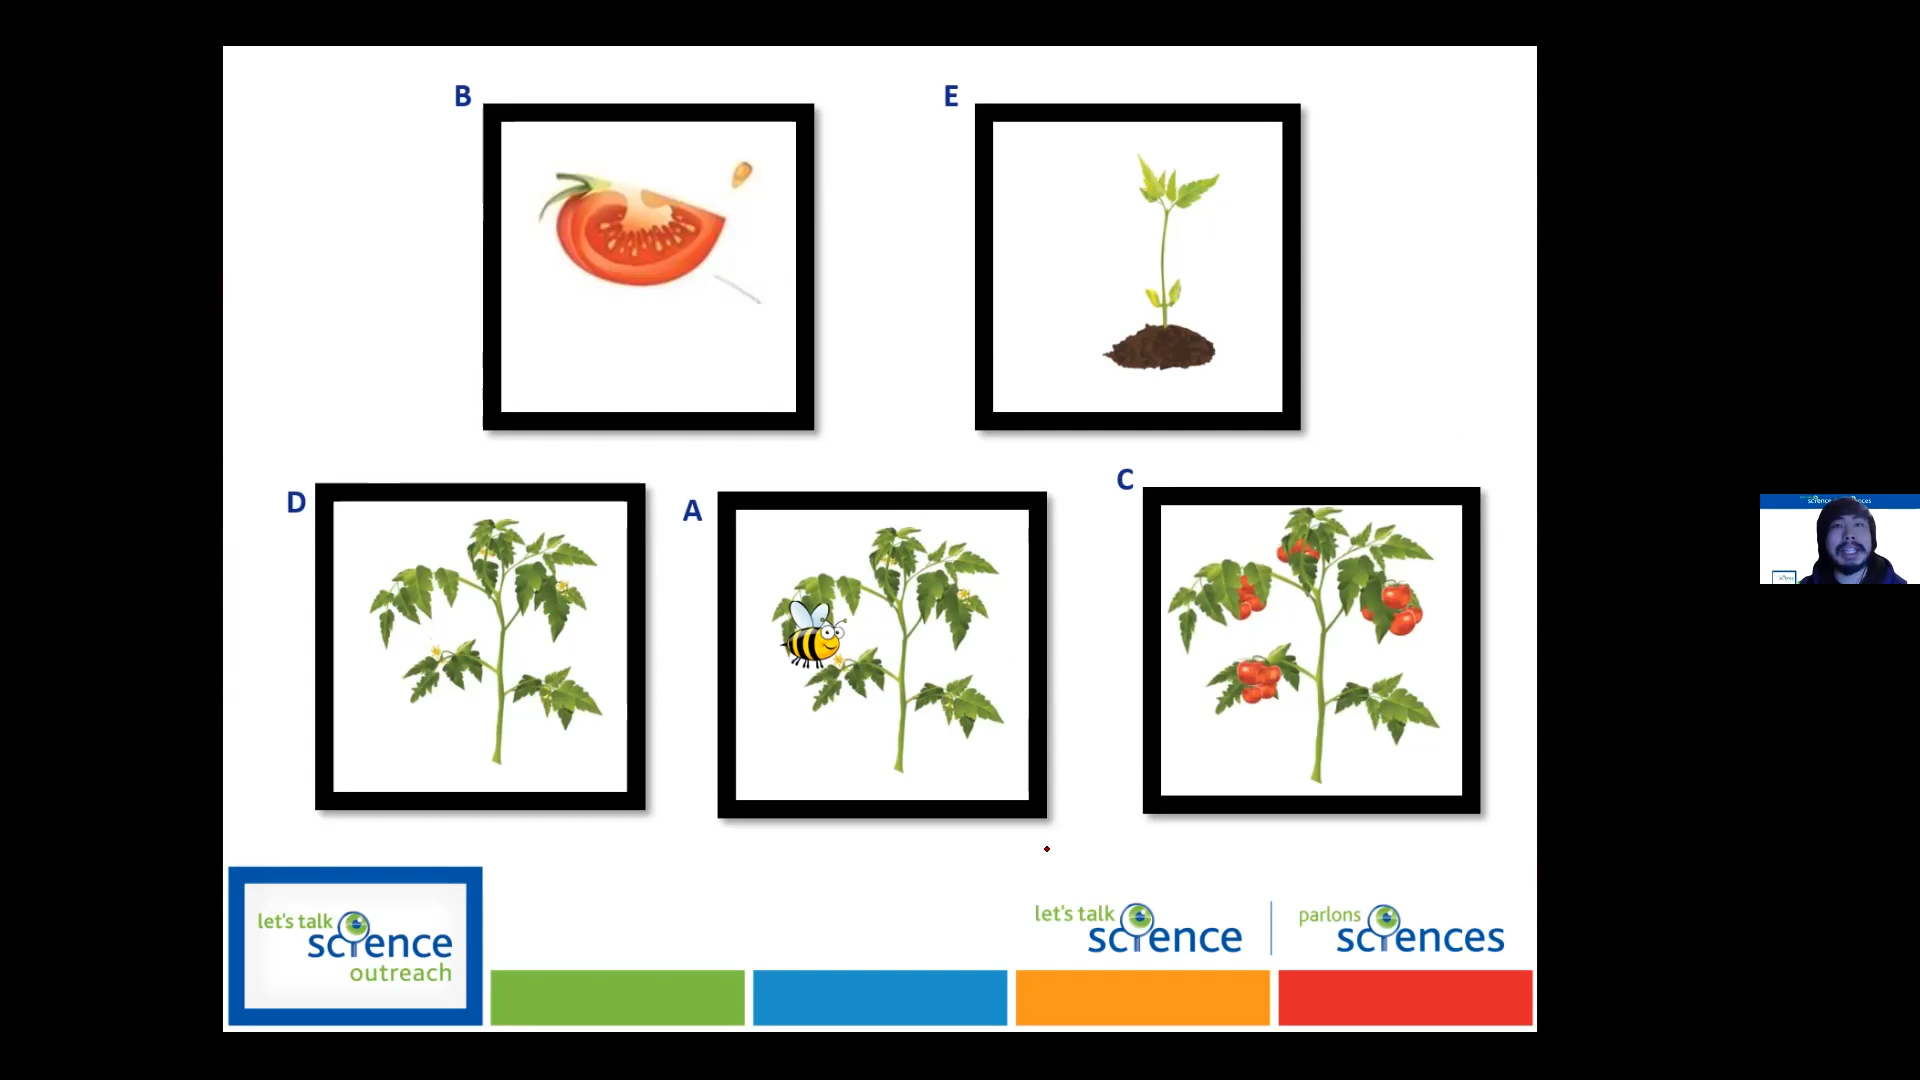 B
E
D
A
C
let's talk
science
outreach
let's talk
science
parlons
sciences